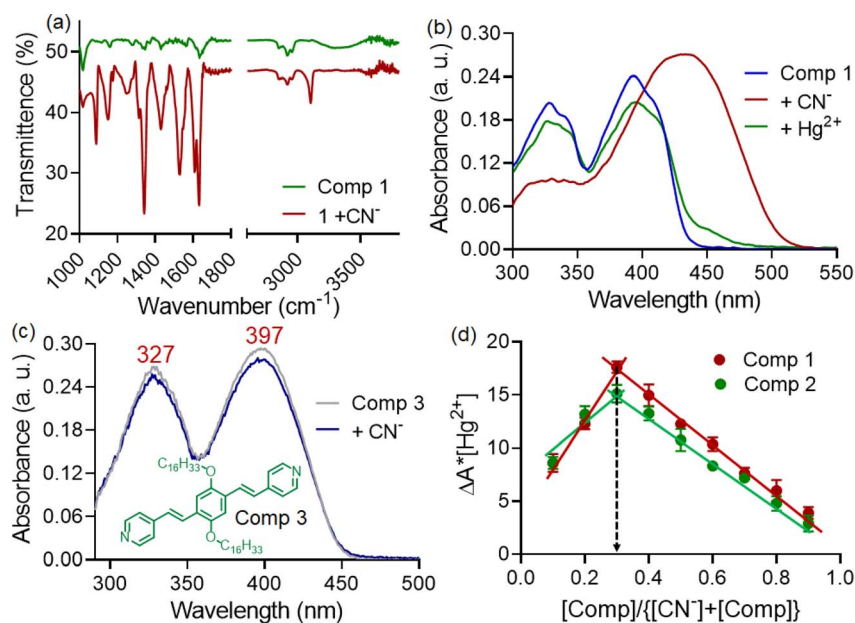 (a)
Transmittence (%)
50
40
30
20
Comp 1
1 +CN⁻
1000 1200 1400 1600 1800 3000 3500
Wavenumber (cm⁻¹)
(b)
Absorbance (a. u.)
0.30
0.24
0.18
0.12
0.06
0.00
Comp 1
+ CN⁻
+ Hg²⁺
300 350 400 450 500 550
Wavelength (nm)
(c)
Absorbance (a. u.)
0.30
0.24
0.18
0.12
0.06
0.00
327
397
Comp 3
+ CN⁻
C₁₆H₃₃
O
N
N
Comp 3
O
C₁₆H₃₃
300 350 400 450 500
Wavelength (nm)
(d)
ΔA*[Hg²⁺]
20
15
10
5
0
Comp 1
Comp 2
0.0 0.2 0.4 0.6 0.8 1.0
[Comp]/{[CN⁻]+[Comp]}